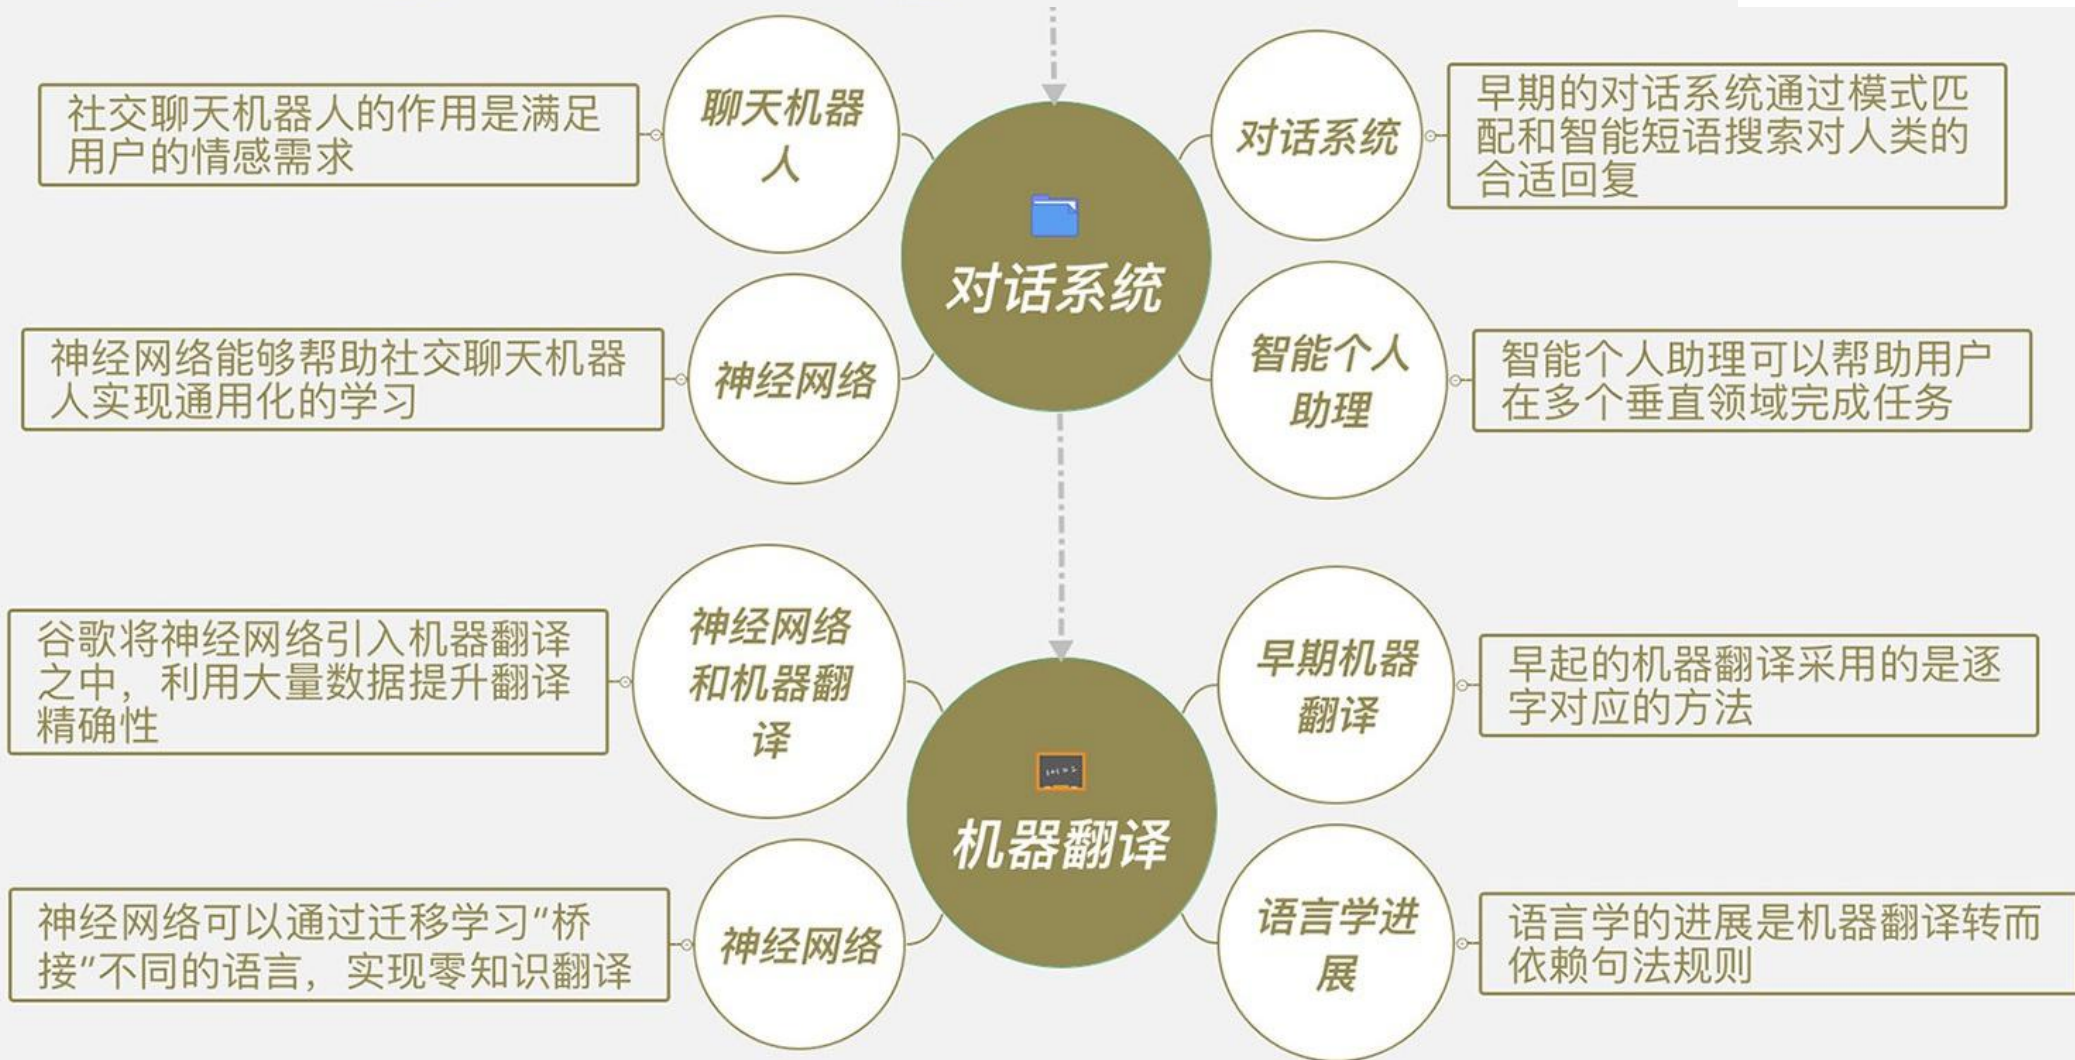 社交聊天机器人的作用是满足
用户的情感需求
聊天机器
人
对话系统
早期的对话系统通过模式匹
配和智能短语搜索对人类的
合适回复
对话系统
神经网络能够帮助社交聊天机器
人实现通用化的学习
神经网络
智能个人
助理
智能个人助理可以帮助用户
在多个垂直领域完成任务
谷歌将神经网络引入机器翻译
之中，利用大量数据提升翻译
精确性
神经网络
和机器翻
译
早期机器
翻译
早起的机器翻译采用的是逐
字对应的方法
机器翻译
神经网络可以通过迁移学习"桥
接"不同的语言，实现零知识翻译
神经网络
语言学进
展
语言学的进展是机器翻译转而
依赖句法规则